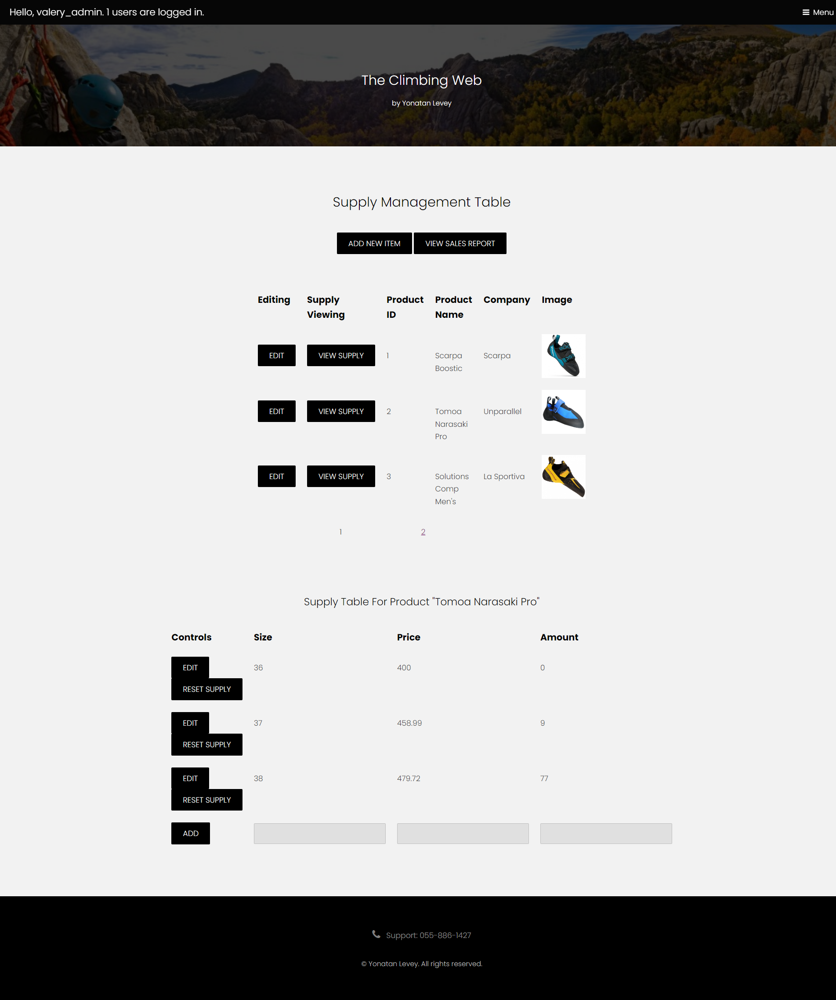 Hello, valery_admin. 1 users are logged in.
Menu
The Climbing Web
by Yonatan Levey
Supply Management Table
ADD NEW ITEM
VIEW SALES REPORT
Editing Supply Viewing Product ID Product Name Company Image
EDIT VIEW SUPPLY 1 Scarpa Boostic Scarpa
EDIT VIEW SUPPLY 2 Tomoa Narasaki Pro Unparallel
EDIT VIEW SUPPLY 3 Solutions Comp Men's La Sportiva
1 2
Supply Table For Product "Tomoa Narasaki Pro"
Controls Size Price Amount
EDIT 36 400 0
RESET SUPPLY
EDIT 37 458.99 9
RESET SUPPLY
EDIT 38 479.72 77
RESET SUPPLY
ADD
Support: 055-886-1427
© Yonatan Levey. All rights reserved.